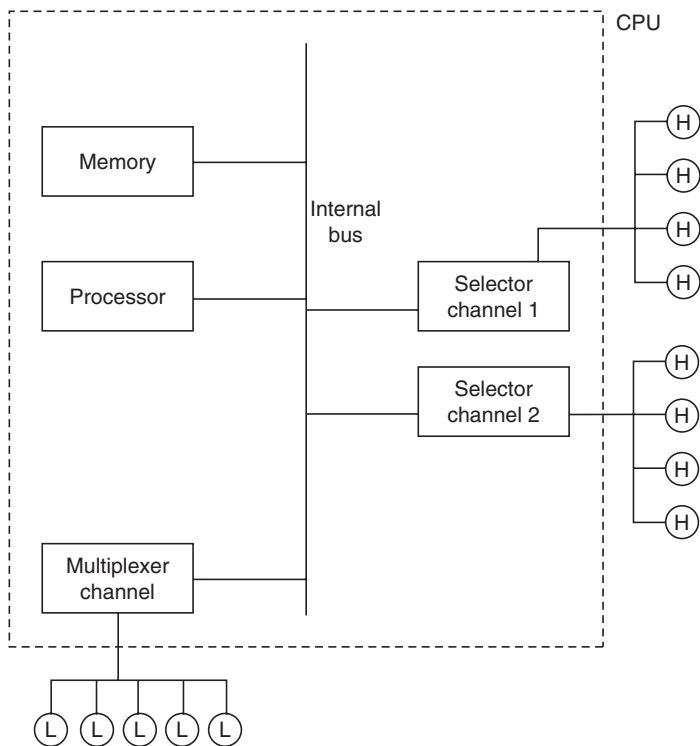 CPU
Memory
Internal
bus
Processor
Selector
channel 1
Selector
channel 2
Multiplexer
channel
H
H
H
H
H
H
H
H
L
L
L
L
L